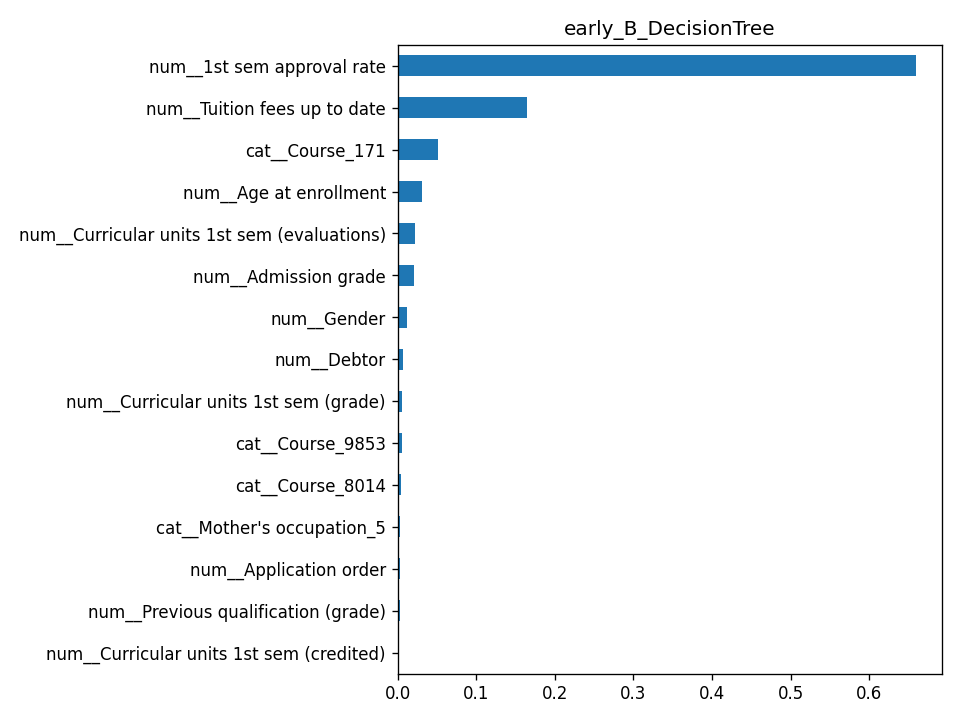 early_B_DecisionTree
num__1st sem approval rate
num__Tuition fees up to date
cat__Course_171
num__Age at enrollment
num__Curricular units 1st sem (evaluations)
num__Admission grade
num__Gender
num__Debtor
num__Curricular units 1st sem (grade)
cat__Course_9853
cat__Course_8014
cat__Mother's occupation_5
num__Application order
num__Previous qualification (grade)
num__Curricular units 1st sem (credited)
0.0 0.1 0.2 0.3 0.4 0.5 0.6